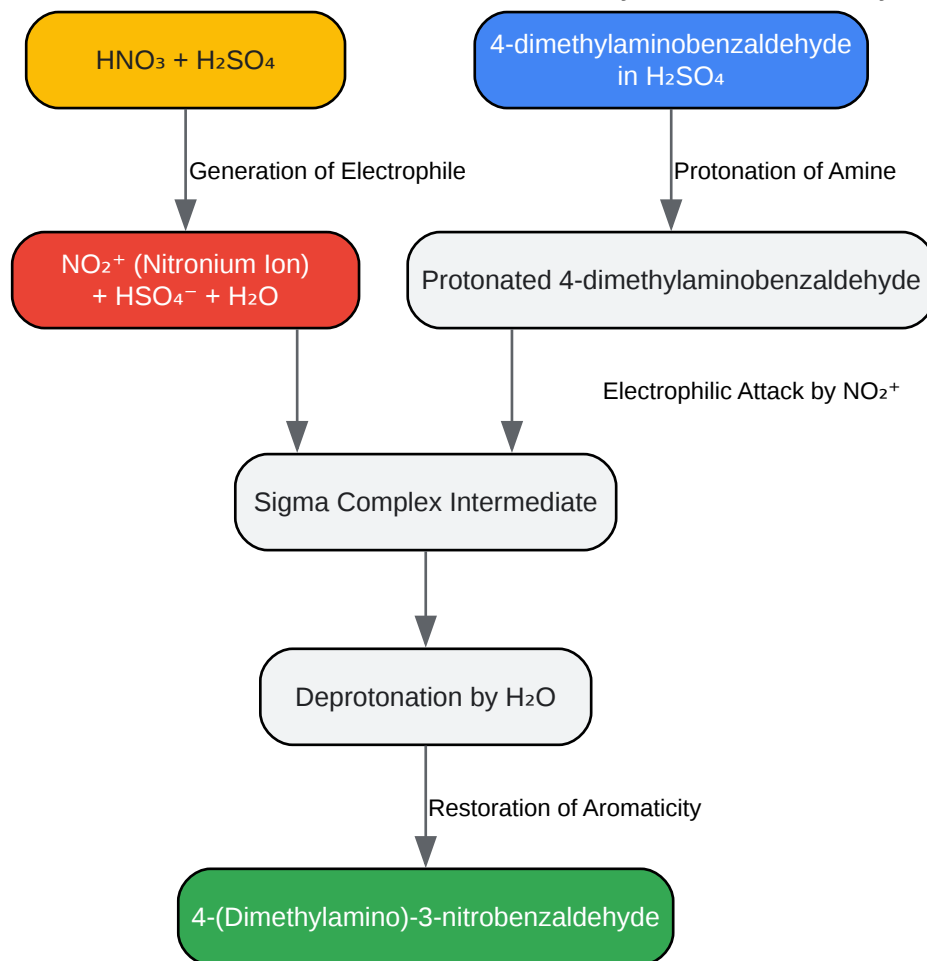 HNO₃ + H₂SO₄
4-dimethylaminobenzaldehyde
in H₂SO₄
Generation of Electrophile
Protonation of Amine
NO₂⁺ (Nitronium Ion)
+ HSO₄⁻ + H₂O
Protonated 4-dimethylaminobenzaldehyde
Electrophilic Attack by NO₂⁺
Sigma Complex Intermediate
Deprotonation by H₂O
Restoration of Aromaticity
4-(Dimethylamino)-3-nitrobenzaldehyde